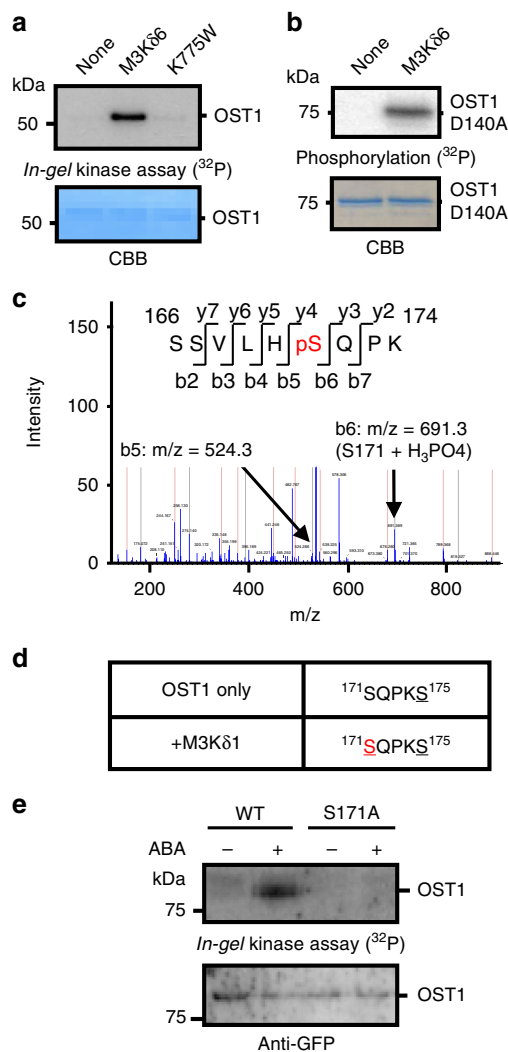 a
None M3Kδ6 K775W
kDa
50
OST1
In-gel kinase assay (³²P)
50
OST1
CBB
b
None M3Kδ6
kDa
75
OST1
D140A
Phosphorylation (³²P)
75
OST1
D140A
CBB
c
150
100
50
0
Intensity
166 y7 y6 y5 y4 y3 y2 174
S S V L H pS Q P K
b2 b3 b4 b5 b6 b7
b5: m/z = 524.3
b6: m/z = 691.3
(S171 + H₃PO4)
200 400 600 800
m/z
d
OST1 only ¹⁷¹SQPKS¹⁷⁵
+M3Kδ1 ¹⁷¹SQPKS¹⁷⁵
e
WT S171A
ABA – + – +
kDa
75
OST1
In-gel kinase assay (³²P)
75
OST1
Anti-GFP